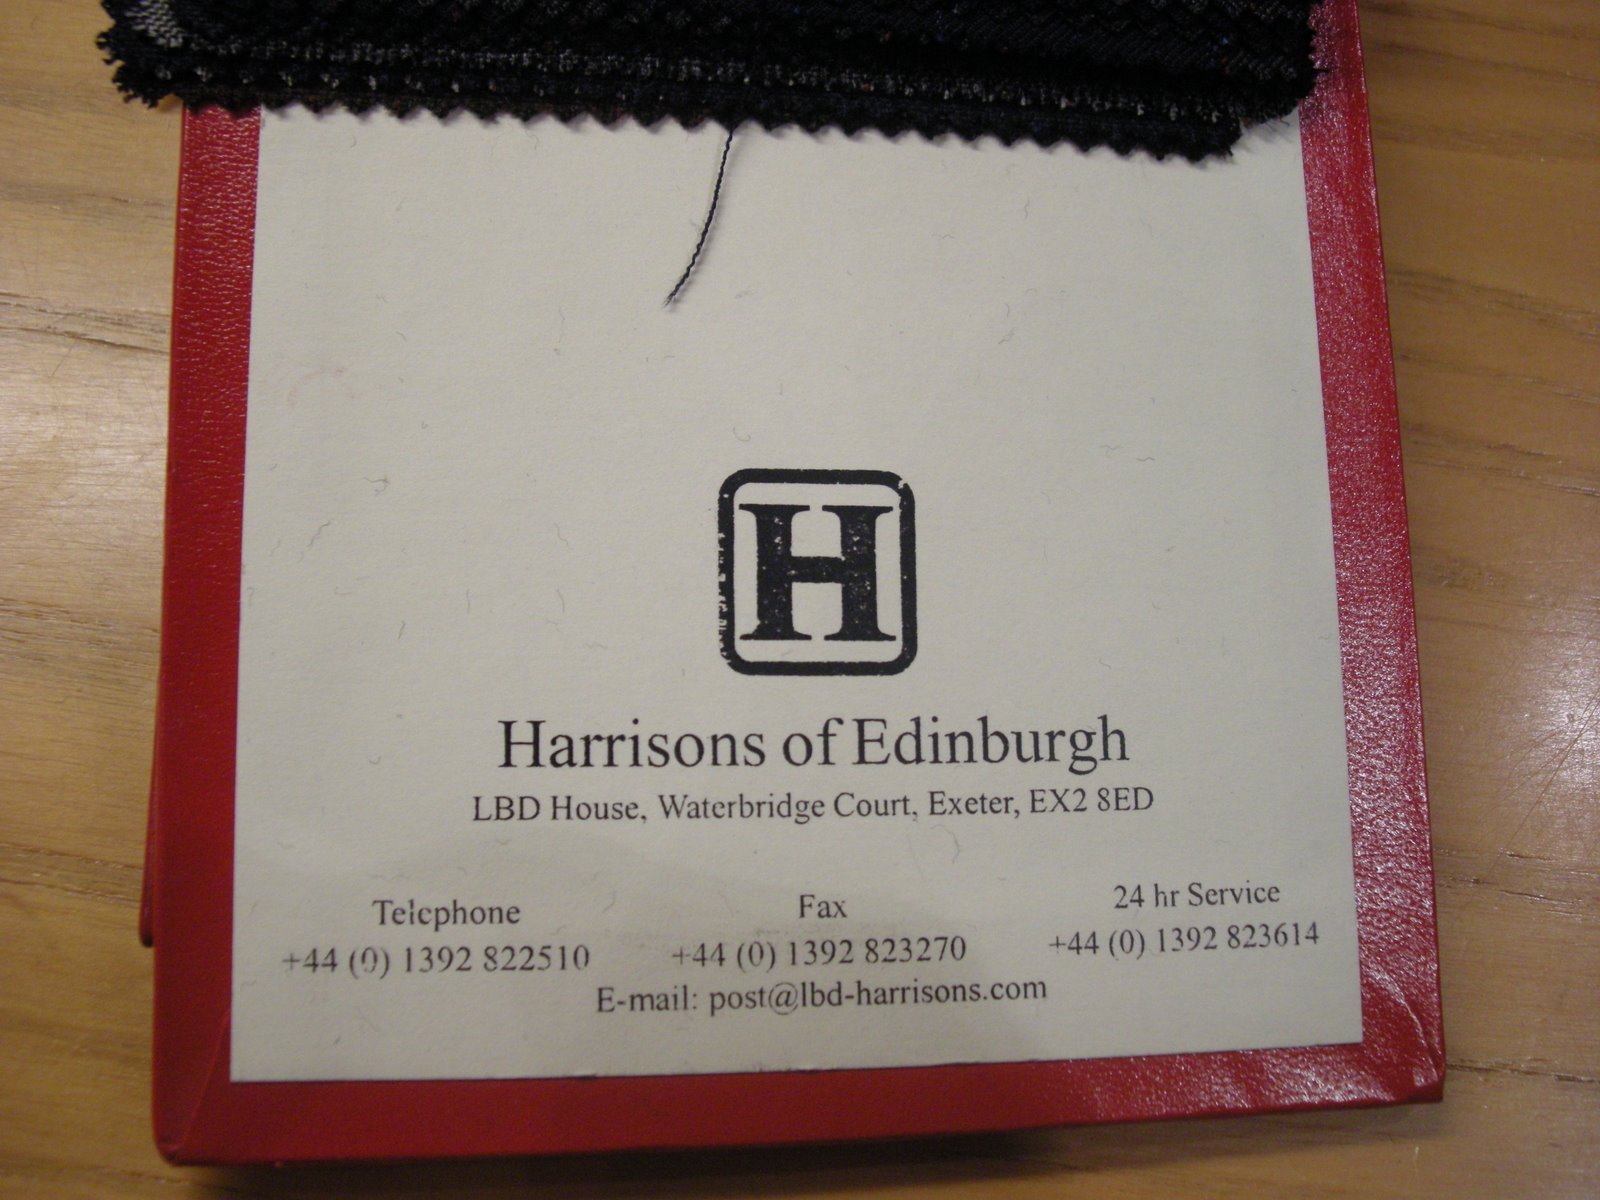 H
Harrisons of Edinburgh
LBD House, Waterbridge Court, Exeter, EX2 8ED
Telephone
+44 (0) 1392 822510
Fax
+44 (0) 1392 823270
24 hr Service
+44 (0) 1392 823614
E-mail: post@lbd-harrisons.com